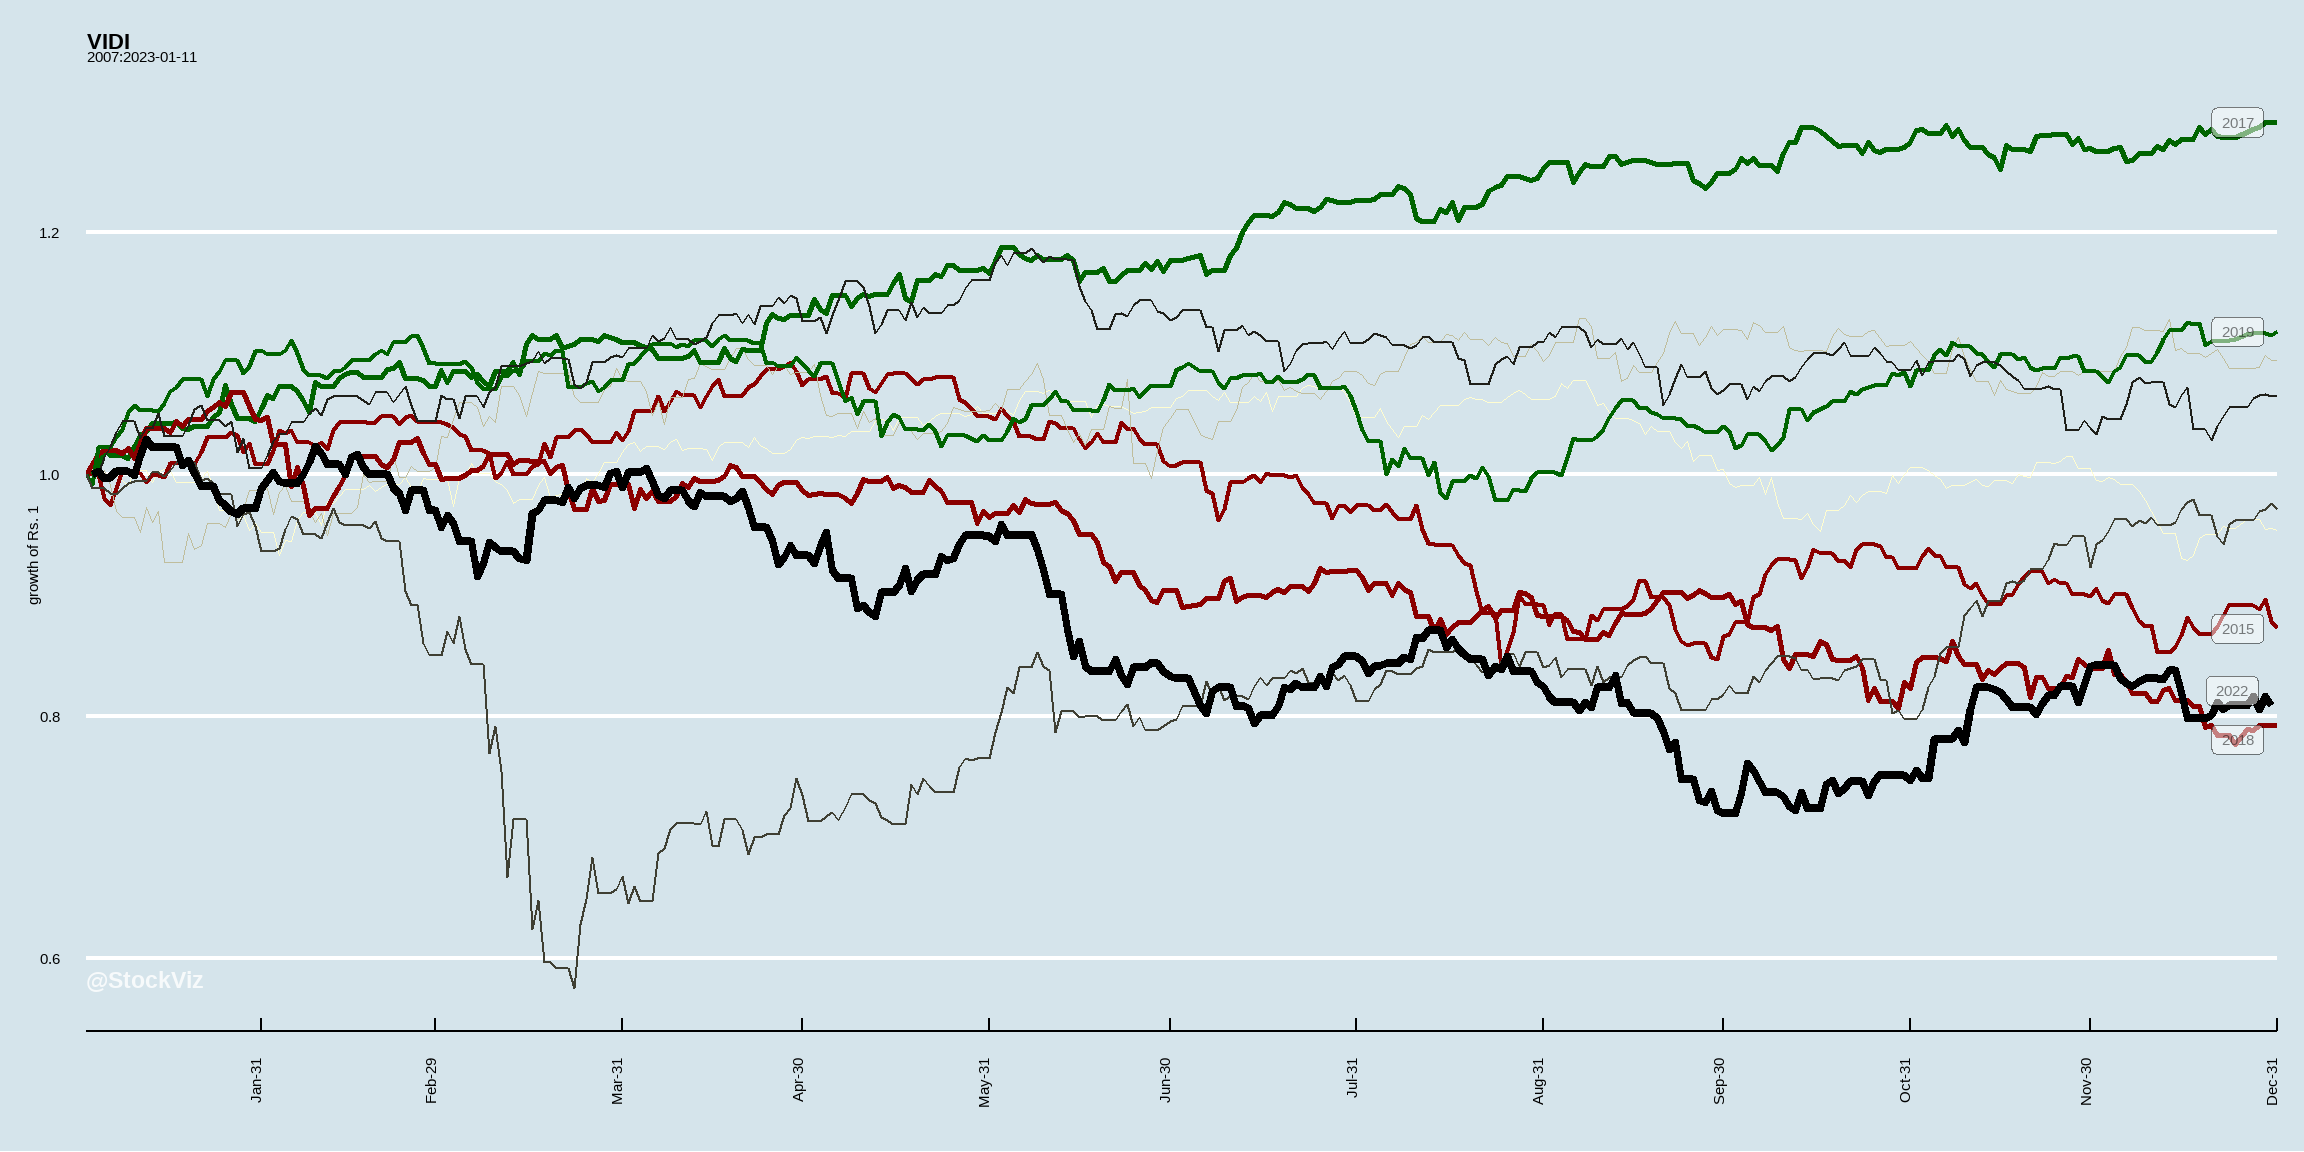 VIDI
2007:2023-01-11
2017
1.2
2019
1.0
growth of Rs. 1
2015
2022
0.8
2018
0.6
@StockViz
Jan-31
Feb-29
Mar-31
Apr-30
May-31
Jun-30
Jul-31
Aug-31
Sep-30
Oct-31
Nov-30
Dec-31